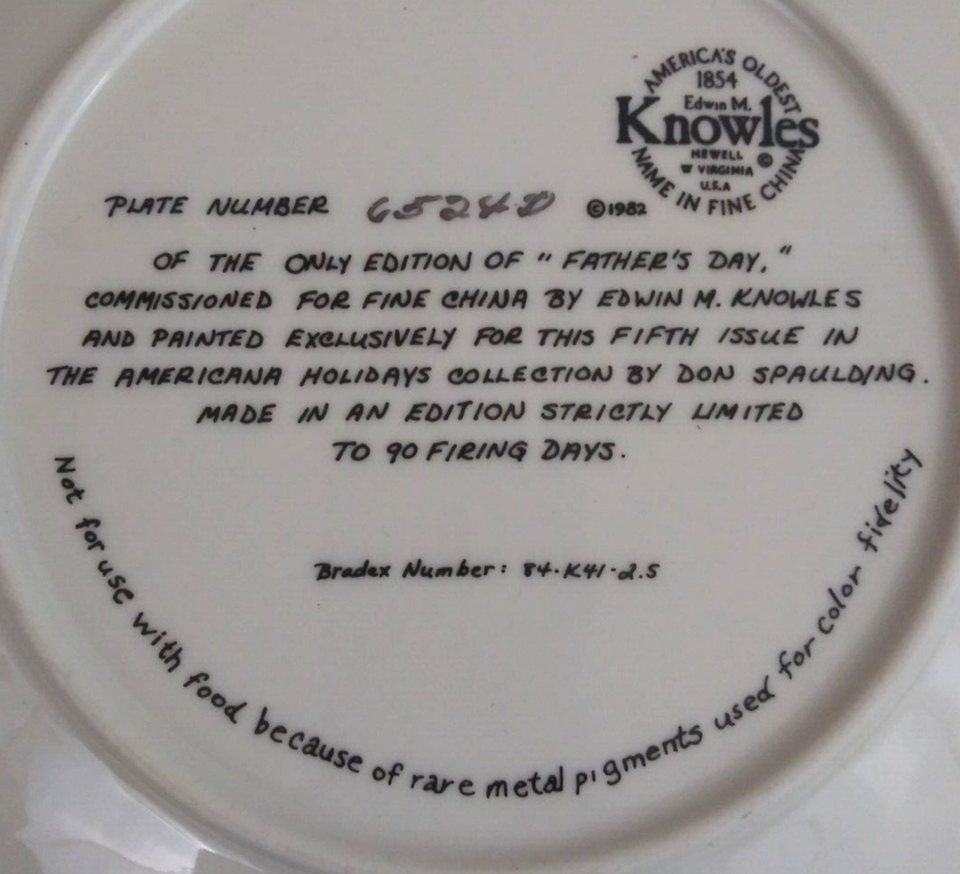 AMERICA'S OLDEST
1854
Edwin M.
Knowles
NEWELL
W VIRGINIA
U.S.A
©
NAME IN FINE CHINA
PLATE NUMBER 6524D ©1982
OF THE ONLY EDITION OF "FATHER'S DAY,"
COMMISSIONED FOR FINE CHINA BY EDWIN M. KNOWLES
AND PAINTED EXCLUSIVELY FOR THIS FIFTH ISSUE IN
THE AMERICANA HOLIDAYS COLLECTION BY DON SPAULDING.
MADE IN AN EDITION STRICTLY LIMITED
TO 90 FIRING DAYS.
Bradex Number: 84-K41-2.5
Not for use with food because of rare metal pigments used for color fidelity